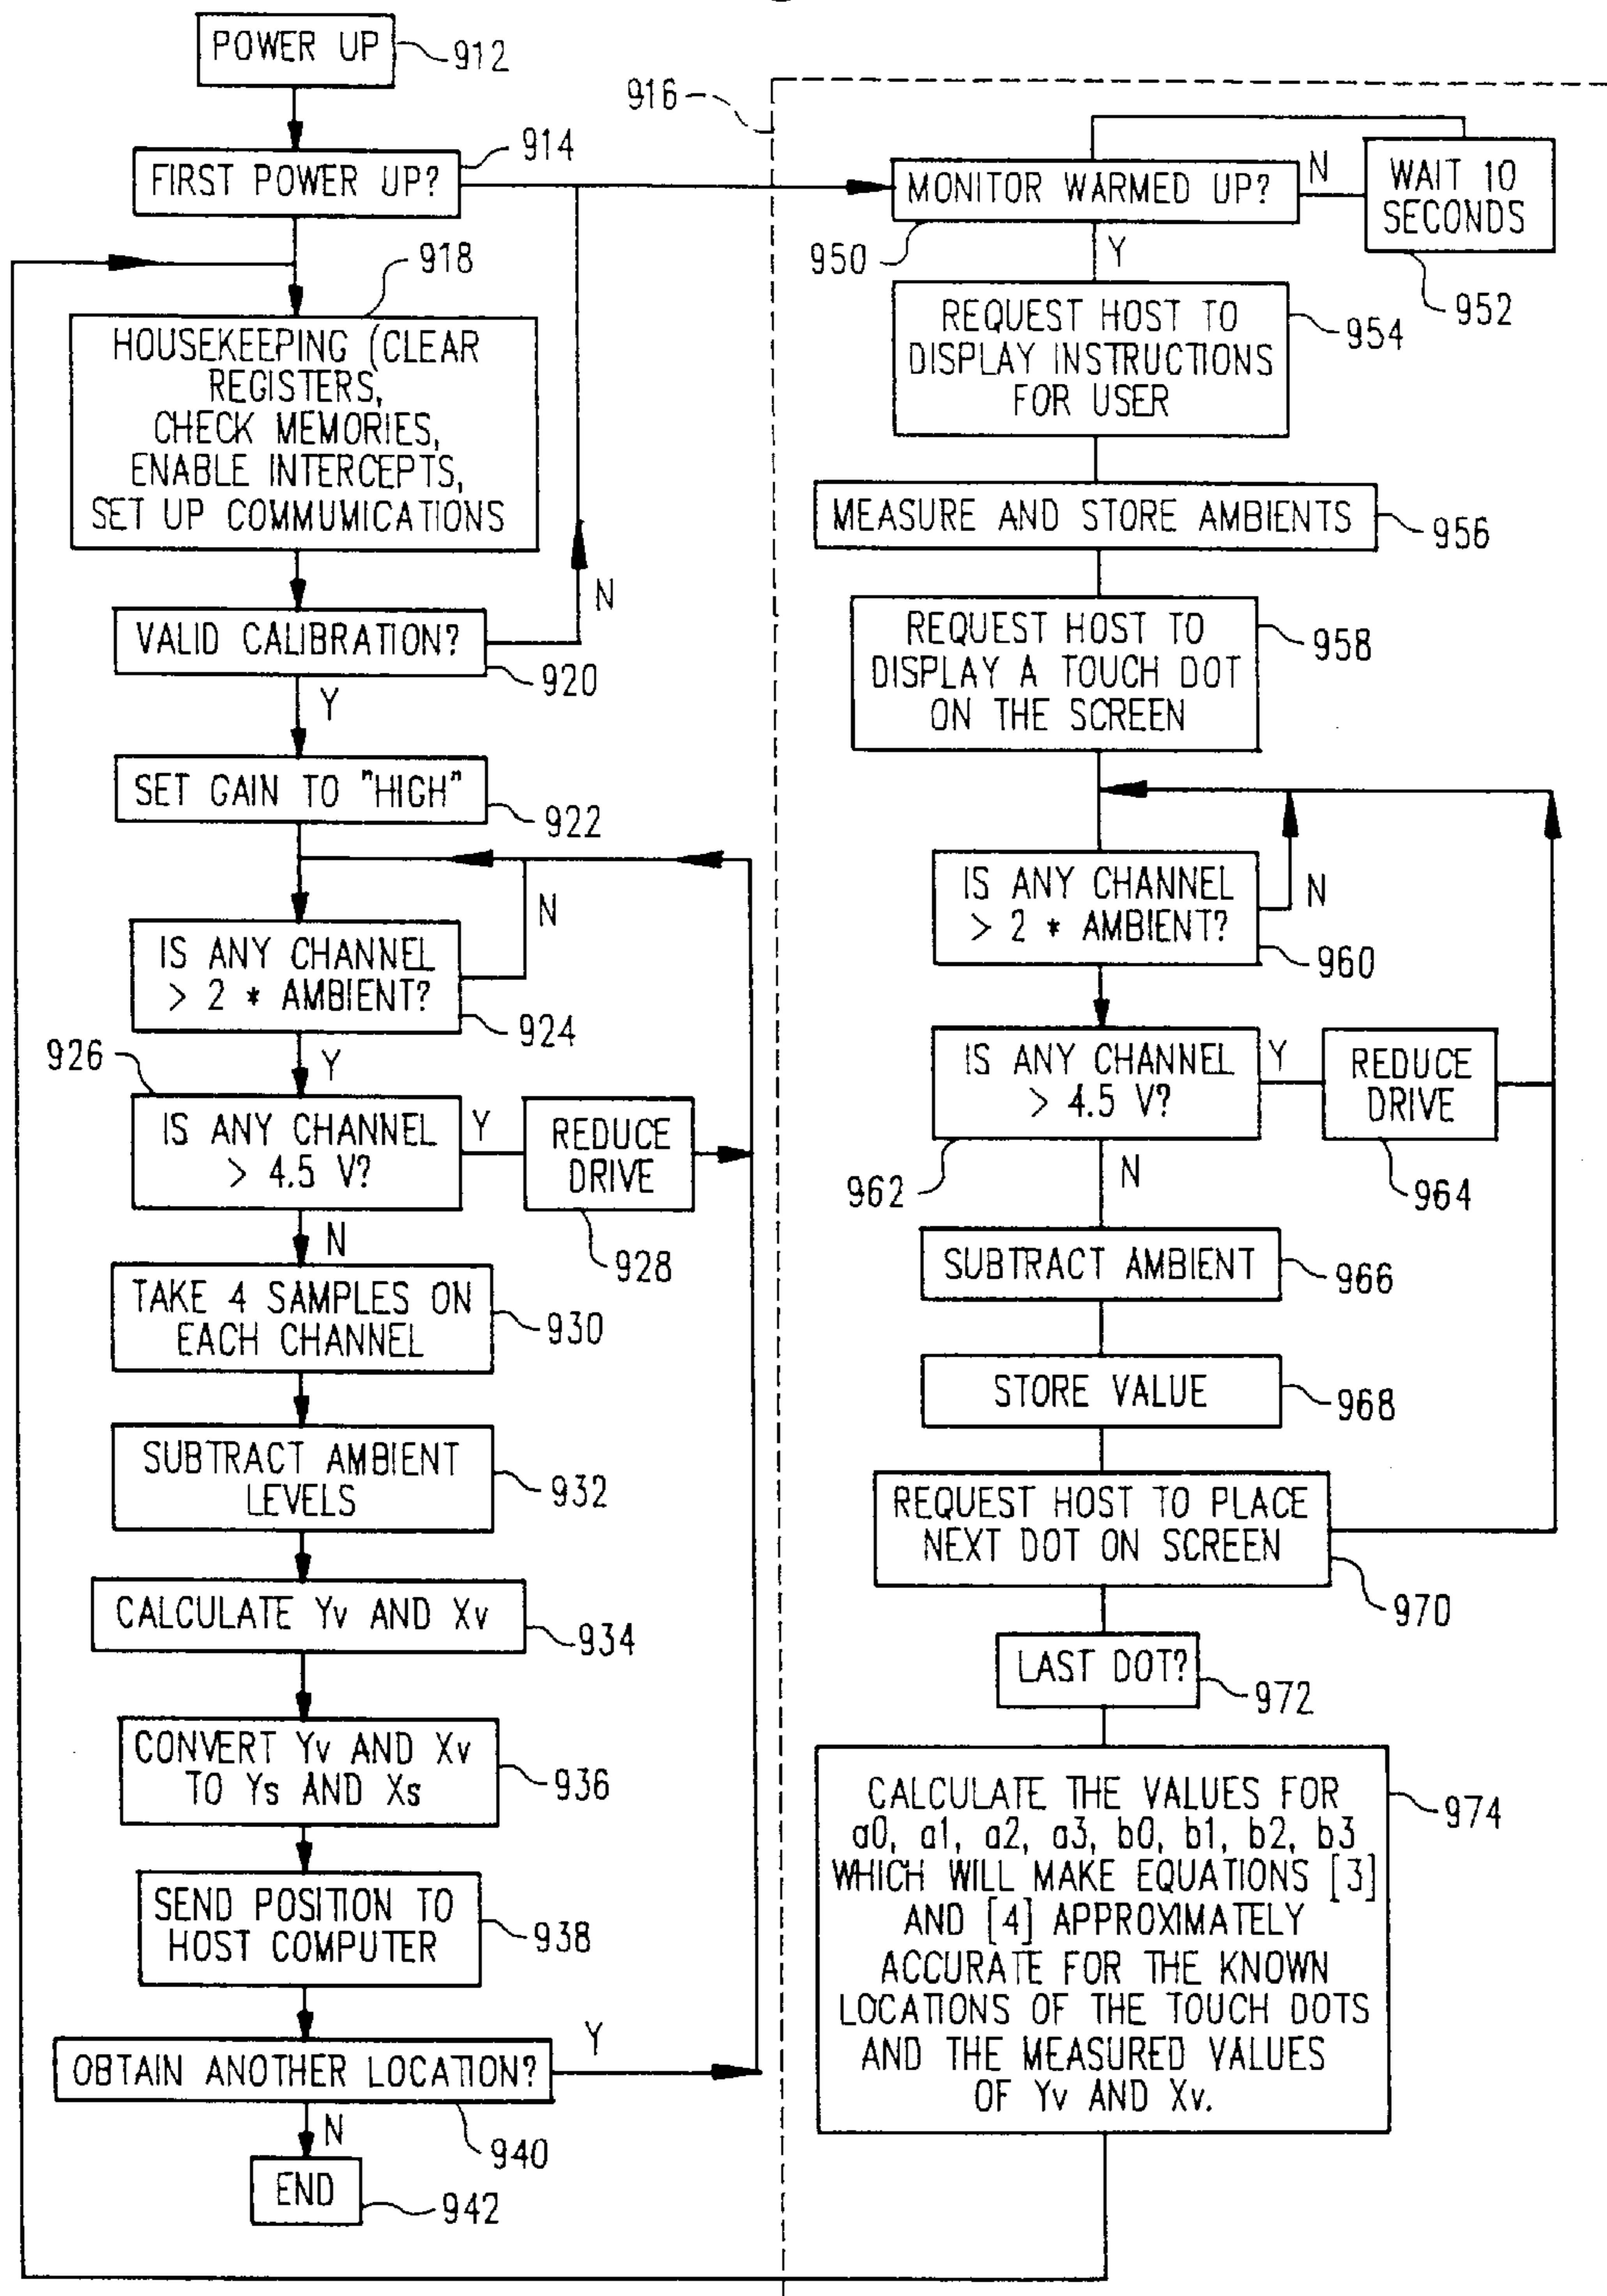 POWER UP
912
FIRST POWER UP?
914
918
HOUSEKEEPING (CLEAR
REGISTERS,
CHECK MEMORIES,
ENABLE INTERCEPTS,
SET UP COMMUMICATIONS
VALID CALIBRATION?
N
920
Y
SET GAIN TO "HIGH"
922
IS ANY CHANNEL
> 2 * AMBIENT?
N
924
Y
926
IS ANY CHANNEL
> 4.5 V?
Y
REDUCE
DRIVE
928
N
TAKE 4 SAMPLES ON
EACH CHANNEL
930
SUBTRACT AMBIENT
LEVELS
932
CALCULATE Yv AND Xv
934
CONVERT Yv AND Xv
TO Ys AND Xs
936
SEND POSITION TO
HOST COMPUTER
938
OBTAIN ANOTHER LOCATION?
Y
940
N
END
942
916
MONITOR WARMED UP?
N
WAIT 10
SECONDS
950
Y
952
REQUEST HOST TO
DISPLAY INSTRUCTIONS
FOR USER
954
MEASURE AND STORE AMBIENTS
956
REQUEST HOST TO
DISPLAY A TOUCH DOT
ON THE SCREEN
958
IS ANY CHANNEL
> 2 * AMBIENT?
N
960
IS ANY CHANNEL
> 4.5 V?
Y
REDUCE
DRIVE
962
N
964
SUBTRACT AMBIENT
966
STORE VALUE
968
REQUEST HOST TO PLACE
NEXT DOT ON SCREEN
970
LAST DOT?
972
CALCULATE THE VALUES FOR
a0, a1, a2, a3, b0, b1, b2, b3
WHICH WILL MAKE EQUATIONS [3]
AND [4] APPROXIMATELY
ACCURATE FOR THE KNOWN
LOCATIONS OF THE TOUCH DOTS
AND THE MEASURED VALUES
OF Yv AND Xv.
974